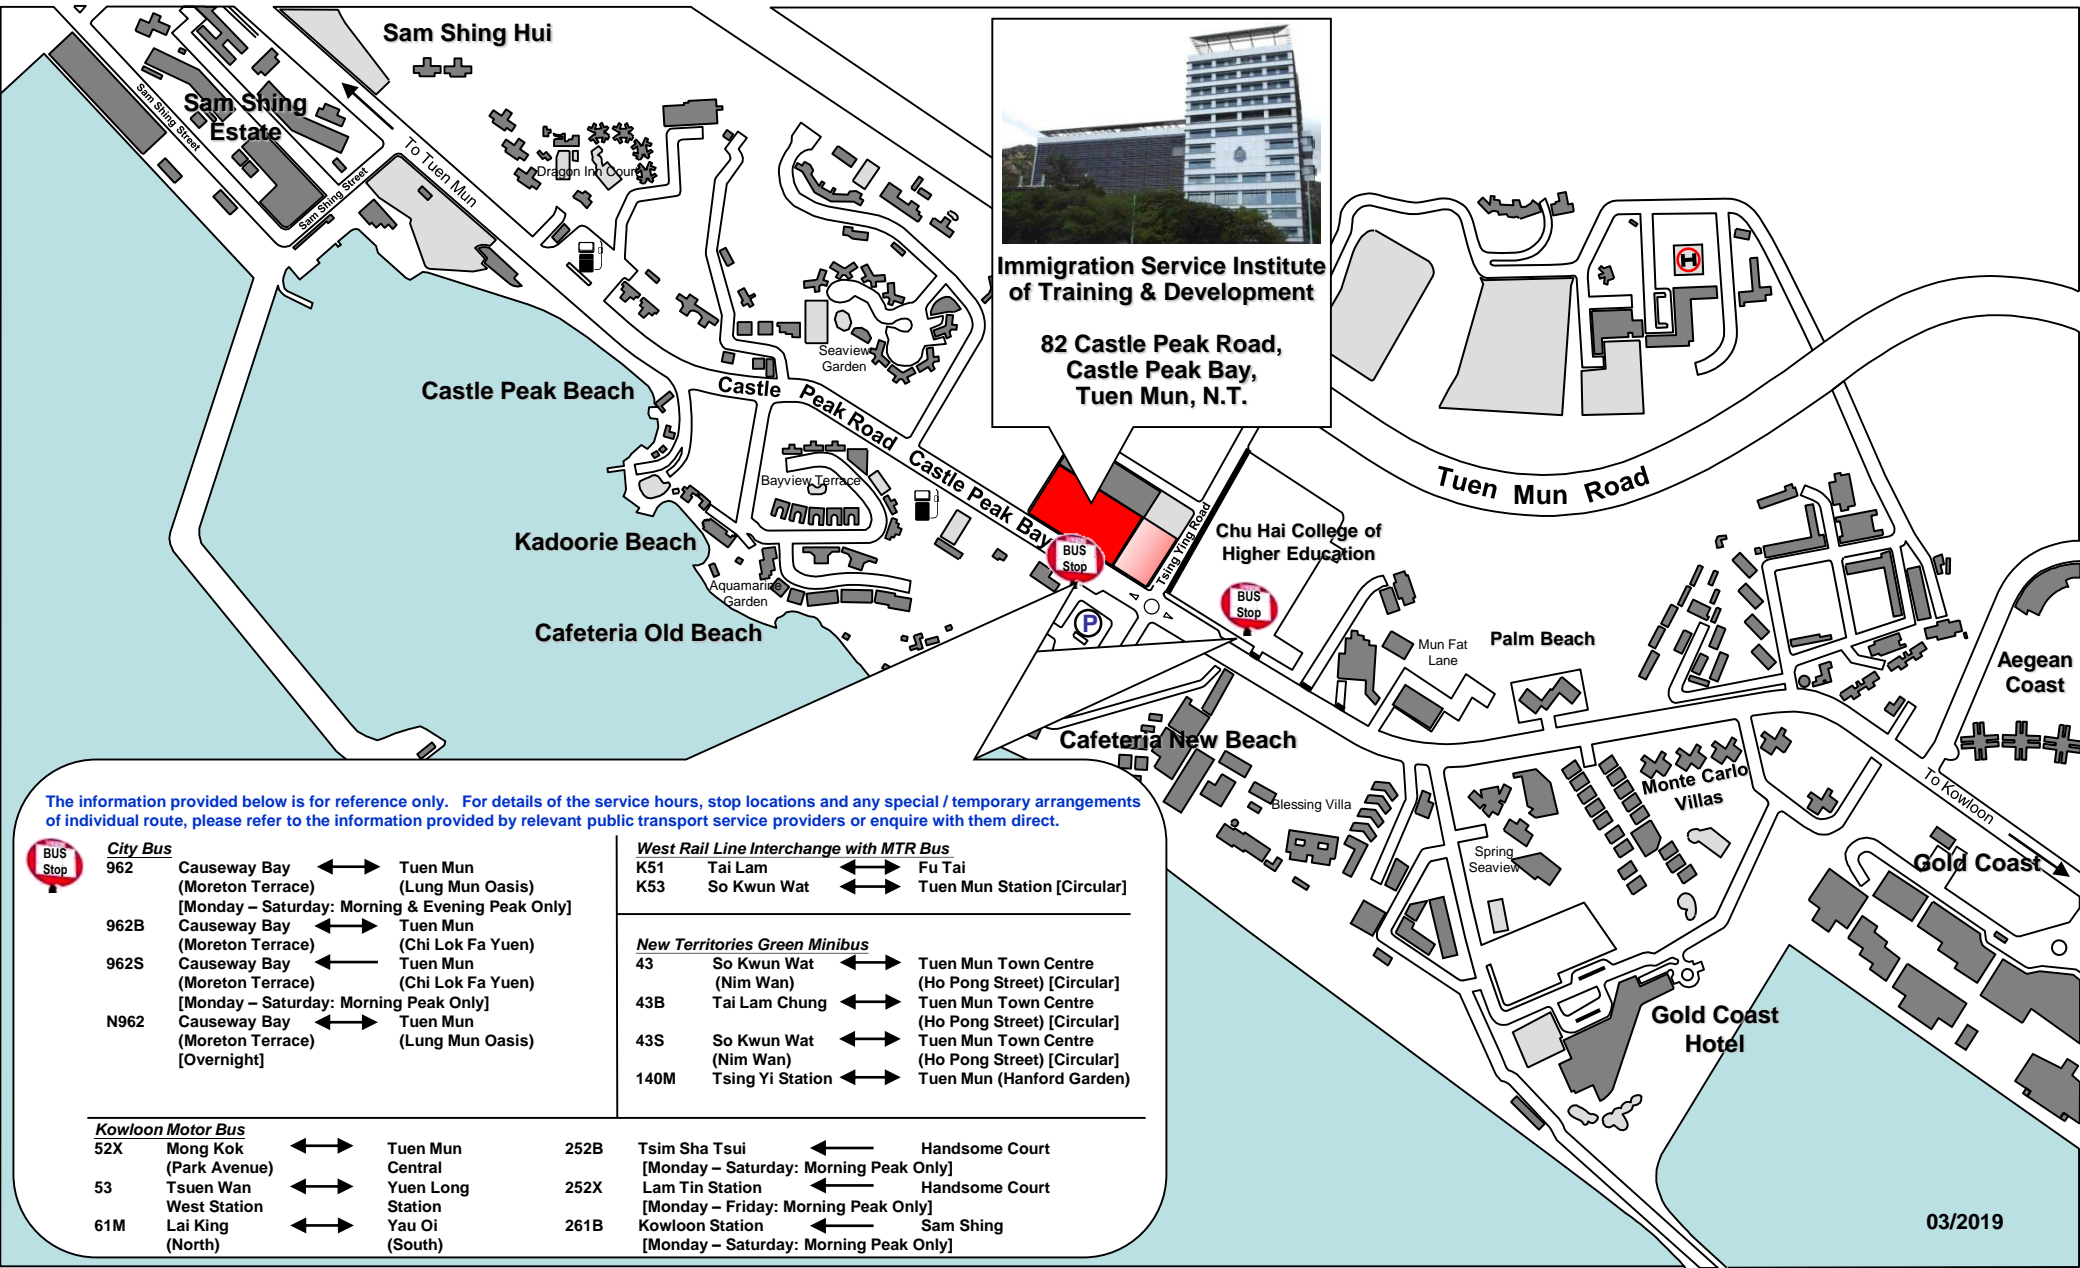 Sam Shing Hui
Sam Shing
Estate
Sam Shing Street
Sam Shing Street
To Tuen Mun
Dragon Inn Court
Immigration Service Institute
of Training & Development
82 Castle Peak Road,
Castle Peak Bay,
Tuen Mun, N.T.
H
Seaview
Garden
Castle Peak Beach
Castle Peak Road Castle Peak Bay
Bayview Terrace
Tuen Mun Road
Tsing Ying Road
Kadoorie Beach
Chu Hai College of
Higher Education
BUS
Stop
BUS
Stop
P
Aquamarine
Garden
Cafeteria Old Beach
Mun Fat
Lane
Palm Beach
Aegean
Coast
Cafeteria New Beach
Monte Carlo
Villas
To Kowloon
Blessing Villa
Spring
Seaview
Gold Coast
Gold Coast
Hotel
The information provided below is for reference only. For details of the service hours, stop locations and any special / temporary arrangements
of individual route, please refer to the information provided by relevant public transport service providers or enquire with them direct.
BUS
Stop
City Bus
962 Causeway Bay Tuen Mun
(Moreton Terrace) (Lung Mun Oasis)
[Monday – Saturday: Morning & Evening Peak Only]
962B Causeway Bay Tuen Mun
(Moreton Terrace) (Chi Lok Fa Yuen)
962S Causeway Bay Tuen Mun
(Moreton Terrace) (Chi Lok Fa Yuen)
[Monday – Saturday: Morning Peak Only]
N962 Causeway Bay Tuen Mun
(Moreton Terrace) (Lung Mun Oasis)
[Overnight]
West Rail Line Interchange with MTR Bus
K51 Tai Lam Fu Tai
K53 So Kwun Wat Tuen Mun Station [Circular]
New Territories Green Minibus
43 So Kwun Wat Tuen Mun Town Centre
(Nim Wan) (Ho Pong Street) [Circular]
43B Tai Lam Chung Tuen Mun Town Centre
(Ho Pong Street) [Circular]
43S So Kwun Wat Tuen Mun Town Centre
(Nim Wan) (Ho Pong Street) [Circular]
140M Tsing Yi Station Tuen Mun (Hanford Garden)
Kowloon Motor Bus
52X Mong Kok Tuen Mun
(Park Avenue) Central
53 Tsuen Wan Yuen Long
West Station Station
61M Lai King Yau Oi
(North) (South)
252B Tsim Sha Tsui Handsome Court
[Monday – Saturday: Morning Peak Only]
252X Lam Tin Station Handsome Court
[Monday – Friday: Morning Peak Only]
261B Kowloon Station Sam Shing
[Monday – Saturday: Morning Peak Only]
03/2019